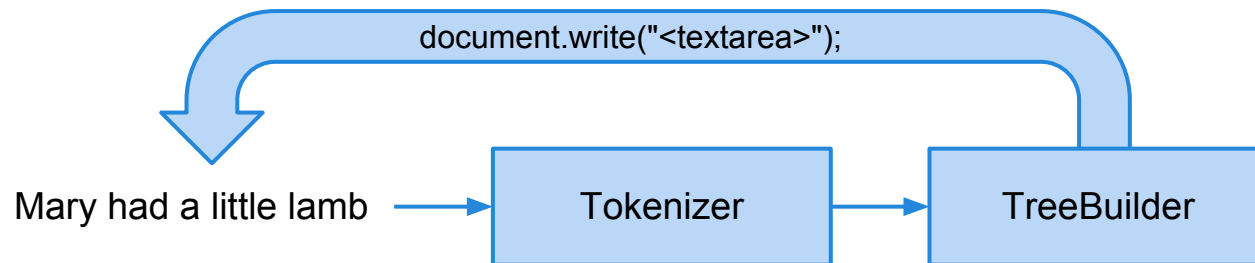 document.write("<textarea>");
Mary had a little lamb
Tokenizer
TreeBuilder